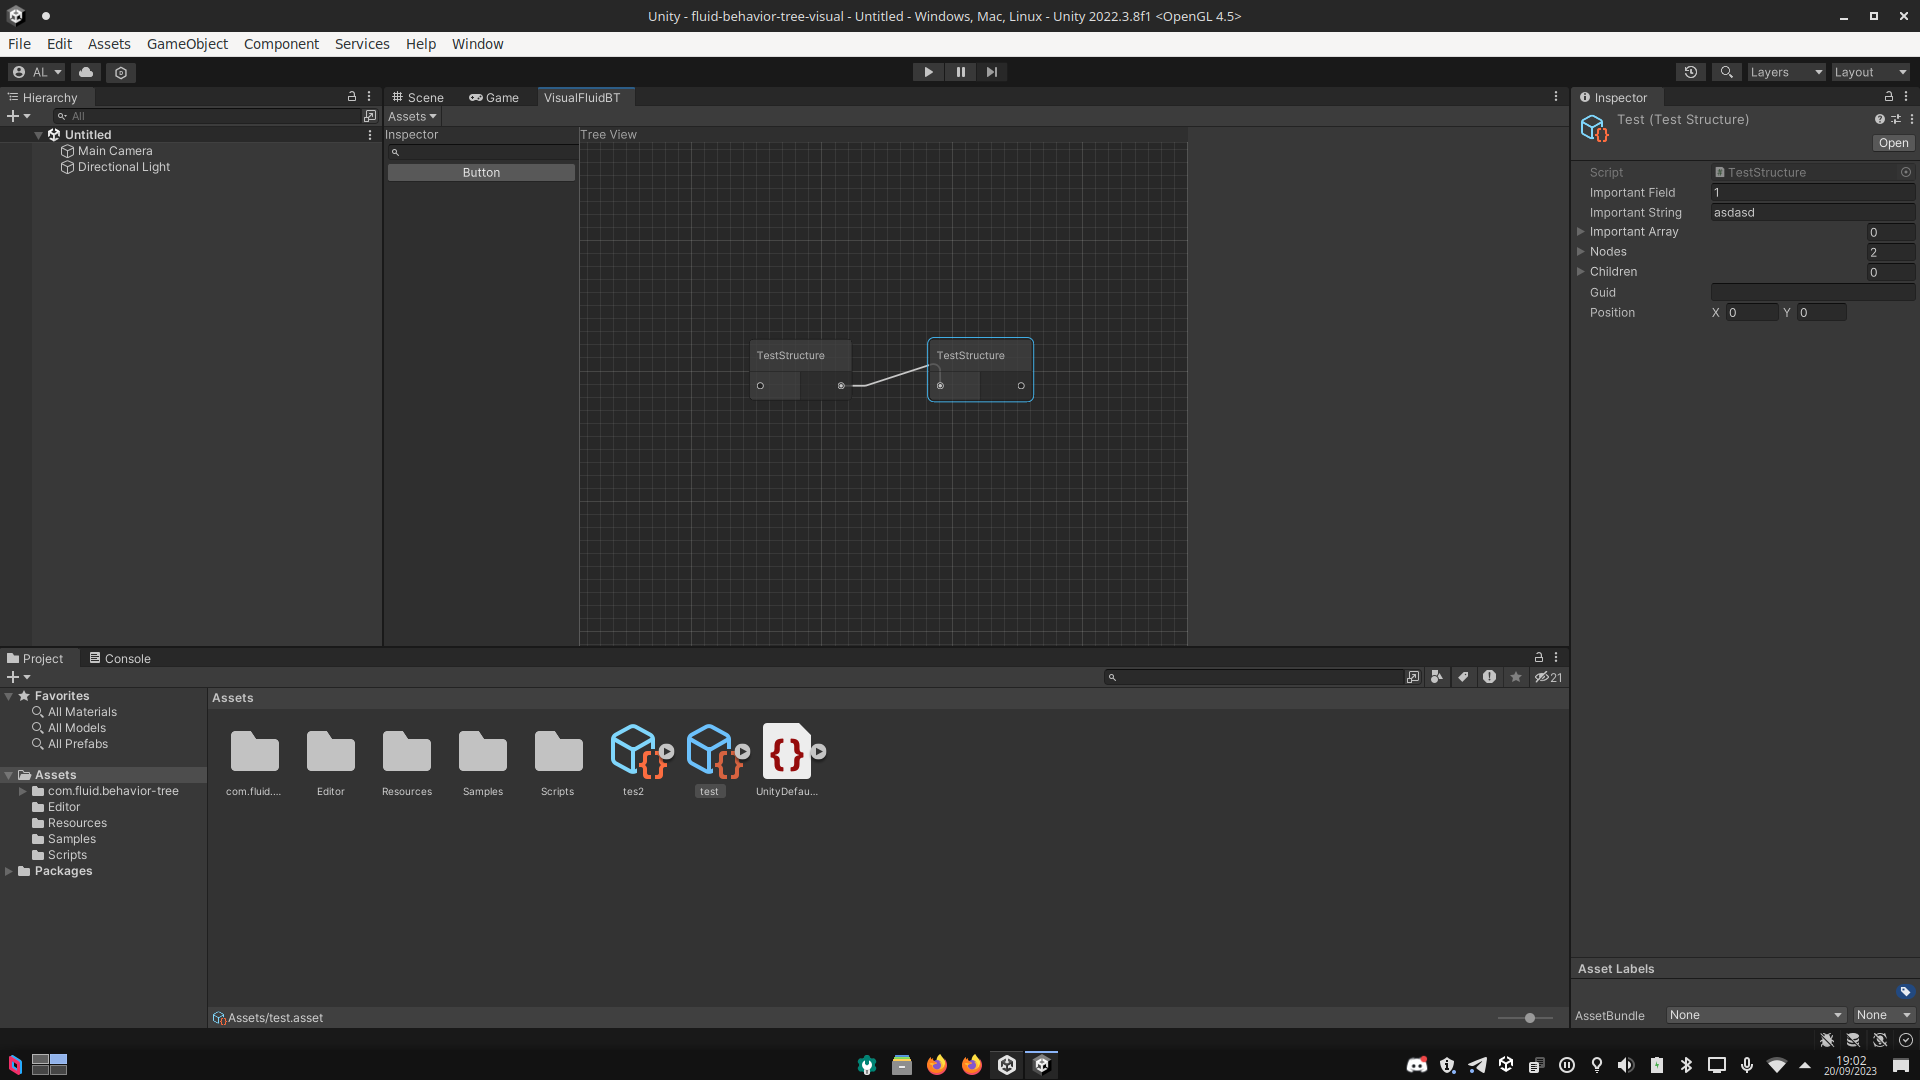 Unity - fluid-behavior-tree-visual - Untitled - Windows, Mac, Linux - Unity 2022.3.8f1 <OpenGL 4.5>
File Edit Assets GameObject Component Services Help Window
AL Layers Layout
Hierarchy
All
Untitled
Main Camera
Directional Light
Scene Game VisualFluidBT
Assets
Inspector
Button
Tree View
TestStructure
TestStructure
Inspector
Test (Test Structure)
Open
Script TestStructure
Important Field 1
Important String asdasd
Important Array 0
Nodes 2
Children 0
Guid
Position X 0 Y 0
Project Console
21
Favorites
All Materials
All Models
All Prefabs
Assets
com.fluid.behavior-tree
Editor
Resources
Samples
Scripts
Packages
Assets
com.fluid.... Editor Resources Samples Scripts tes2 test UnityDefau...
Assets/test.asset
Asset Labels
AssetBundle None None
19:02
20/09/2023